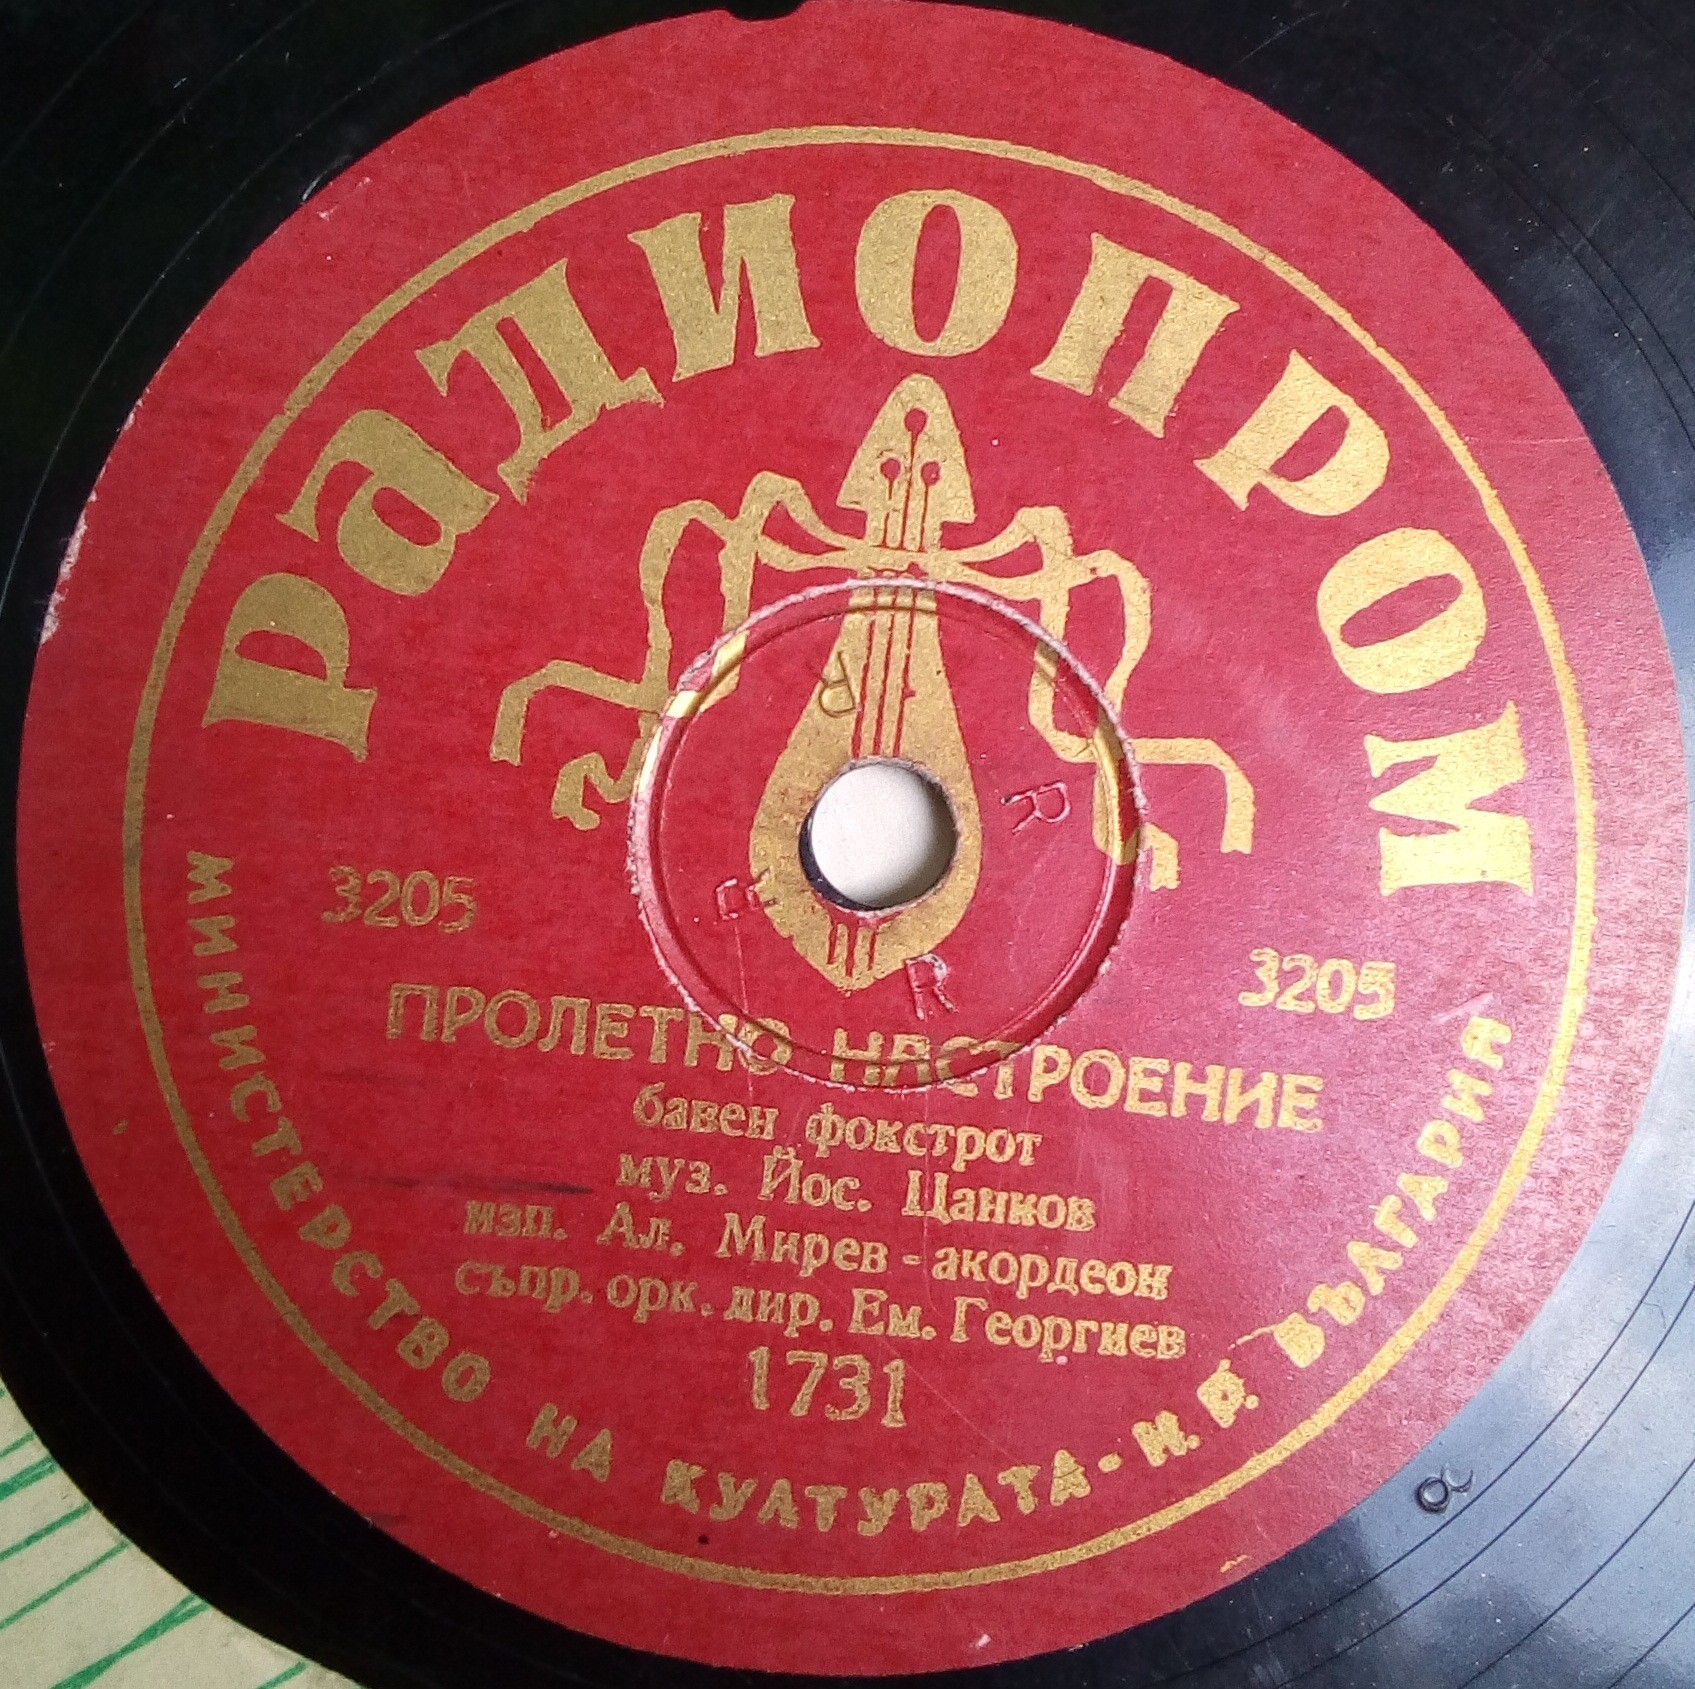 Радиопром
3205
3205
ПРОЛЕТНО НАСТРОЕНИЕ
бавен фокстрот
муз. Йос. Цанков
изп. Ал. Мирев - акордеон
съпр. орк. дир. Ем. Георгиев
1731
МИНИСТЕРСТВО НА КУЛТУРАТА - Н. Р. БЪЛГАРИЯ
R
R
R
a